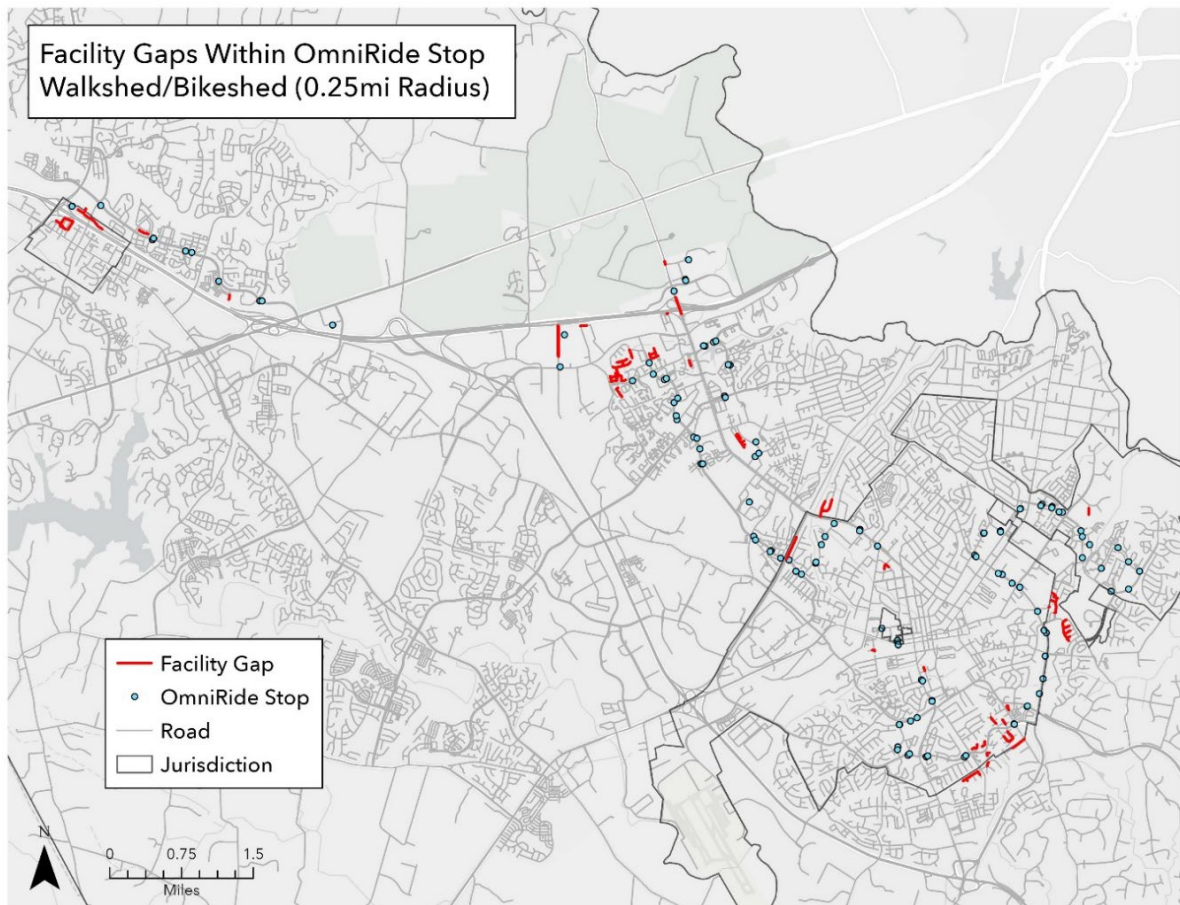 Facility Gaps Within OmniRide Stop
Walkshed/Bikeshed (0.25mi Radius)
Facility Gap
OmniRide Stop
Road
Jurisdiction
N
0 0.75 1.5
Miles